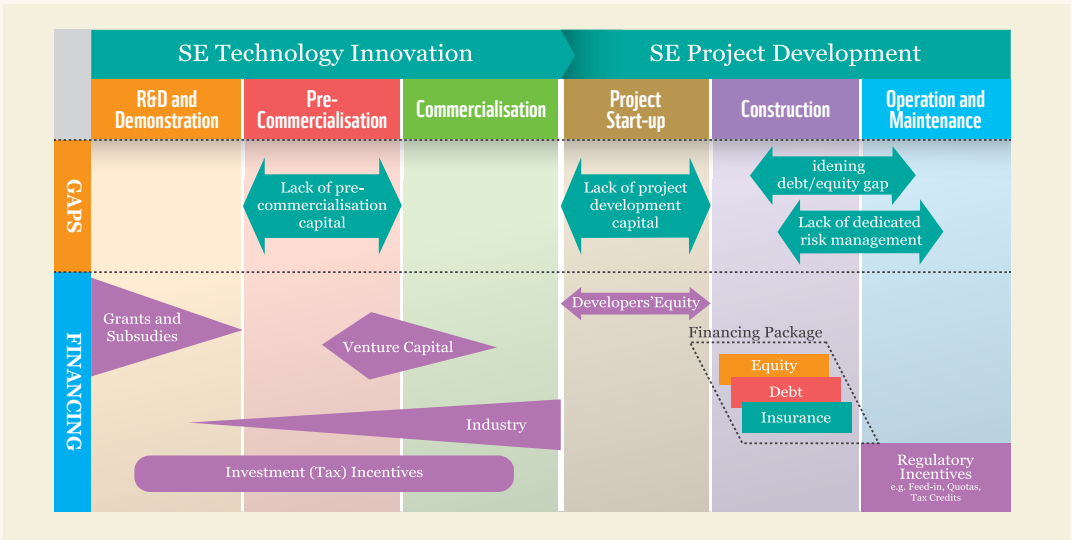 SE Technology Innovation
SE Project Development
R&D and
Demonstration
Pre-
Commercialisation
Commercialisation
Project
Start-up
Construction
Operation and
Maintenance
GAPS
Lack of pre-
commercialisation
capital
Lack of project
development
capital
idening
debt/equity gap
Lack of dedicated
risk management
FINANCING
Grants and
Subsudies
Venture Capital
Industry
Investment (Tax) Incentives
Developers'Equity
Financing Package
Equity
Debt
Insurance
Regulatory
Incentives
e.g. Feed-in, Quotas,
Tax Credits